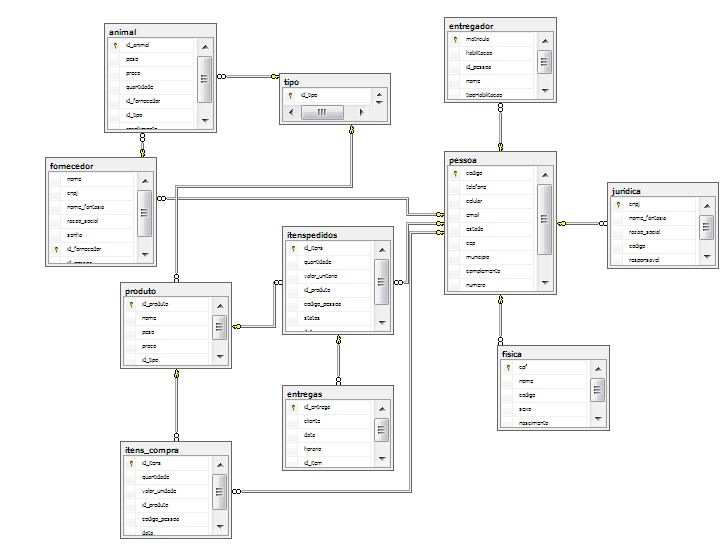 animal
id_animal
peso
preco
quantidade
id_fornecedor
id_tipo
tipo
id_tipo
entregador
matricula
habilitacao
id_pessoa
nome
tipoHabilitacao
fornecedor
nome
cnpj
nome_fantasia
razao_social
senha
id_fornecedor
pessoa
codigo
telefone
celular
email
estado
cep
municipio
complemento
numero
juridica
cnpj
nome_fantasia
razao_social
codigo
responsavel
itenspedidos
id_itens
quantidade
valor_unitario
id_produto
codigo_pessoa
status
produto
id_produto
nome
peso
preco
id_tipo
fisica
cpf
nome
codigo
sexo
nascimento
entregas
id_entrega
cliente
data
horario
id_item
itens_compra
id_itens
quantidade
valor_unidade
id_produto
codigo_pessoa
data